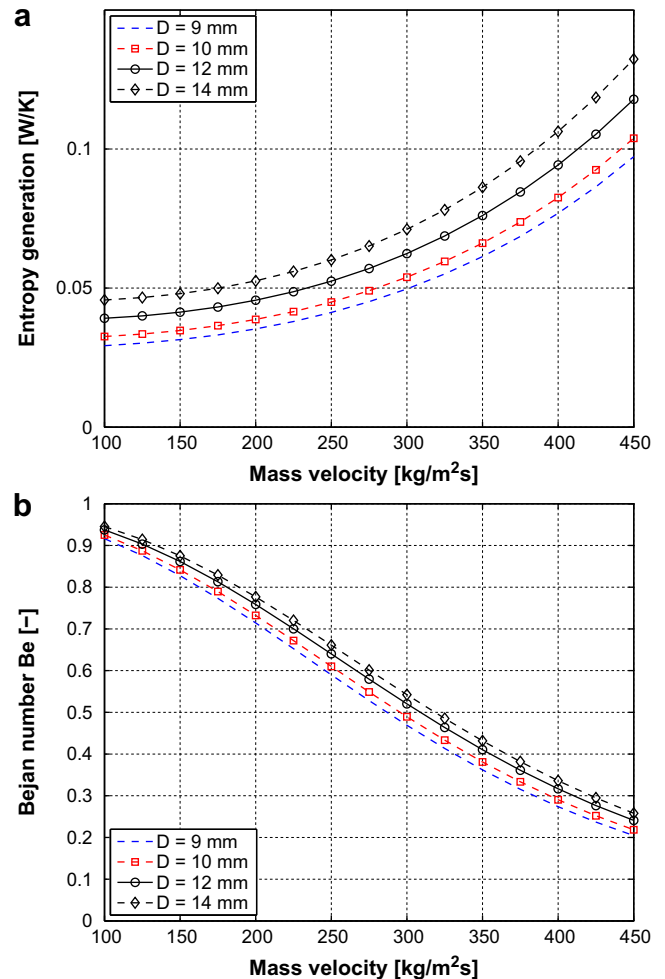 a
D = 9 mm
D = 10 mm
D = 12 mm
D = 14 mm
Entropy generation [W/K]
0.1
0.05
0
100 150 200 250 300 350 400 450
Mass velocity [kg/m²s]
b
1
0.9
0.8
0.7
0.6
0.5
0.4
0.3
0.2
0.1
0
Bejan number Be [−]
D = 9 mm
D = 10 mm
D = 12 mm
D = 14 mm
100 150 200 250 300 350 400 450
Mass velocity [kg/m²s]